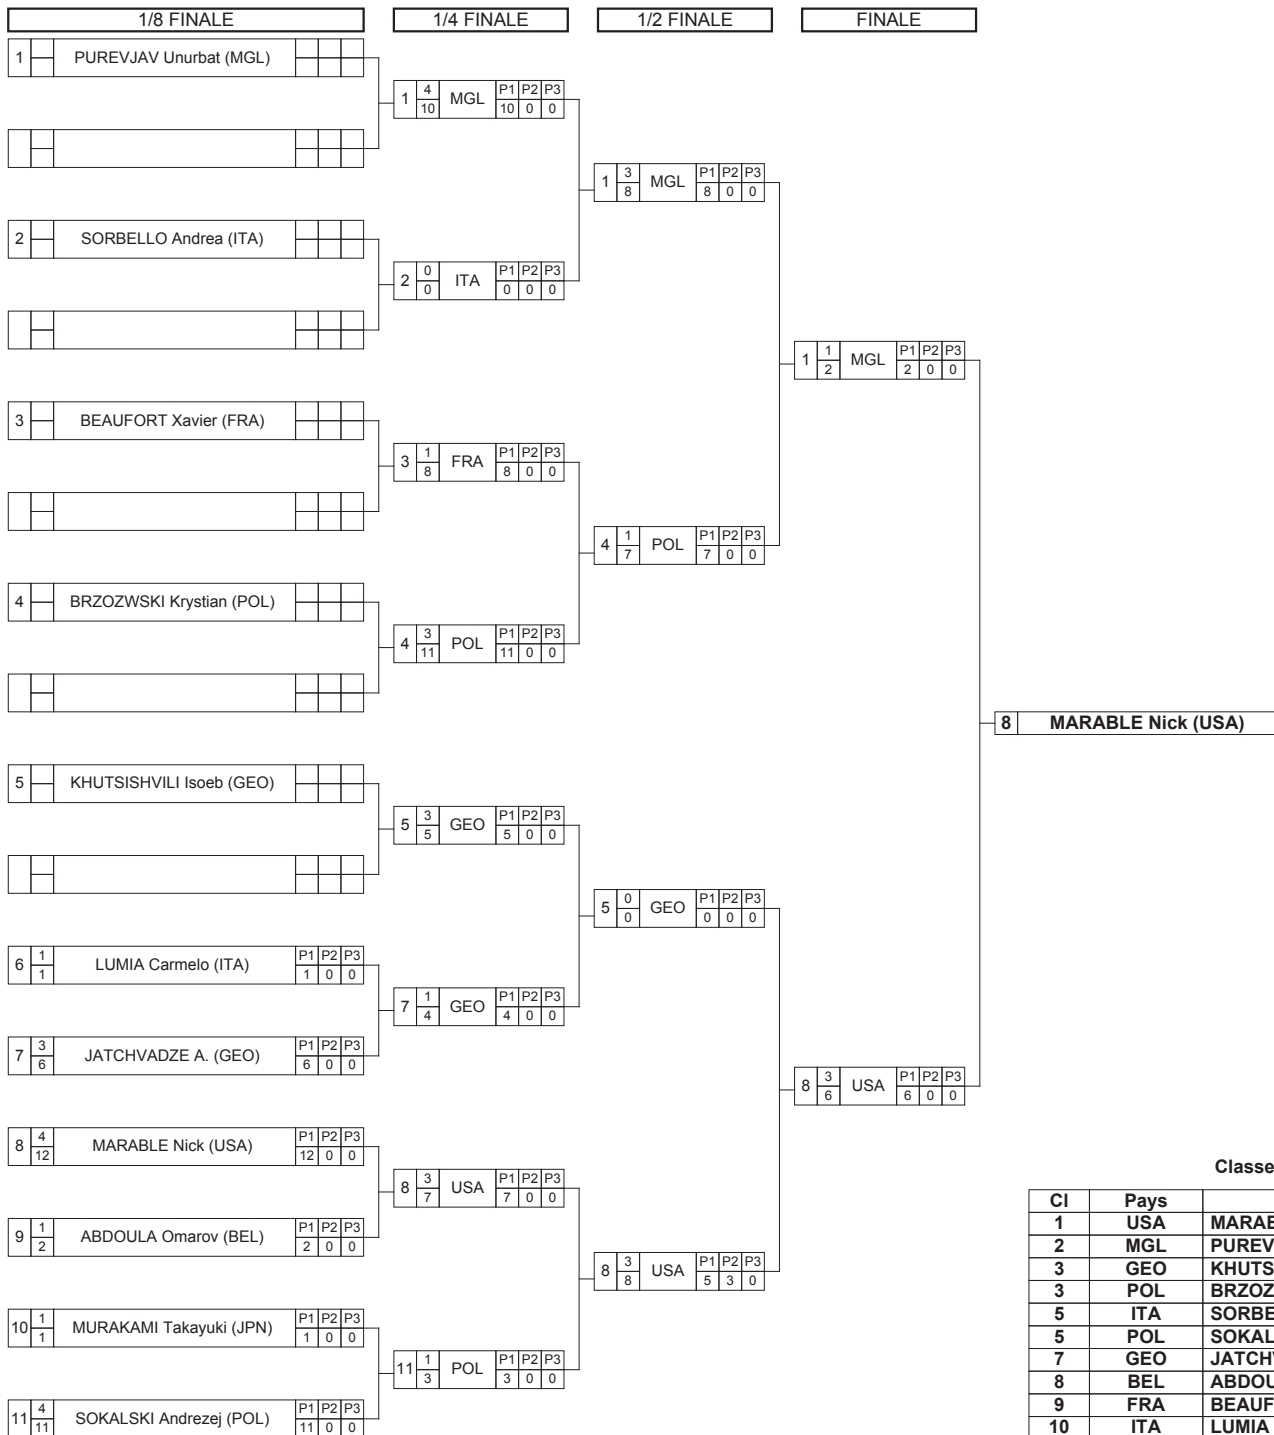 1/8 FINALE 1/4 FINALE 1/2 FINALE FINALE
1 PUREVJAV Unurbat (MGL)
1 4 10 MGL P1 P2 P3 10 0 0
1 3 8 MGL P1 P2 P3 8 0 0
2 SORBELLO Andrea (ITA)
2 0 0 ITA P1 P2 P3 0 0 0
1 1 2 MGL P1 P2 P3 2 0 0
3 BEAUFORT Xavier (FRA)
3 1 8 FRA P1 P2 P3 8 0 0
4 1 7 POL P1 P2 P3 7 0 0
4 BRZOZWSKI Krystian (POL)
4 3 11 POL P1 P2 P3 11 0 0
8 MARABLE Nick (USA)
5 KHUTSISHVILI Isoeb (GEO)
5 3 5 GEO P1 P2 P3 5 0 0
5 0 0 GEO P1 P2 P3 0 0 0
6 1 1 LUMIA Carmelo (ITA) P1 P2 P3 1 0 0
7 1 4 GEO P1 P2 P3 4 0 0
7 3 6 JATCHVADZE A. (GEO) P1 P2 P3 6 0 0
8 3 6 USA P1 P2 P3 6 0 0
8 4 12 MARABLE Nick (USA) P1 P2 P3 12 0 0
8 3 7 USA P1 P2 P3 7 0 0
9 1 2 ABDOULA Omarov (BEL) P1 P2 P3 2 0 0
8 3 8 USA P1 P2 P3 5 3 0
10 1 1 MURAKAMI Takayuki (JPN) P1 P2 P3 1 0 0
11 1 3 POL P1 P2 P3 3 0 0
11 4 11 SOKALSKI Andrezej (POL) P1 P2 P3 11 0 0
Classe
Cl Pays
1 USA MARAB
2 MGL PUREV
3 GEO KHUTS
3 POL BRZOZ
5 ITA SORBE
5 POL SOKAL
7 GEO JATCH
8 BEL ABDOU
9 FRA BEAUF
10 ITA LUMIA